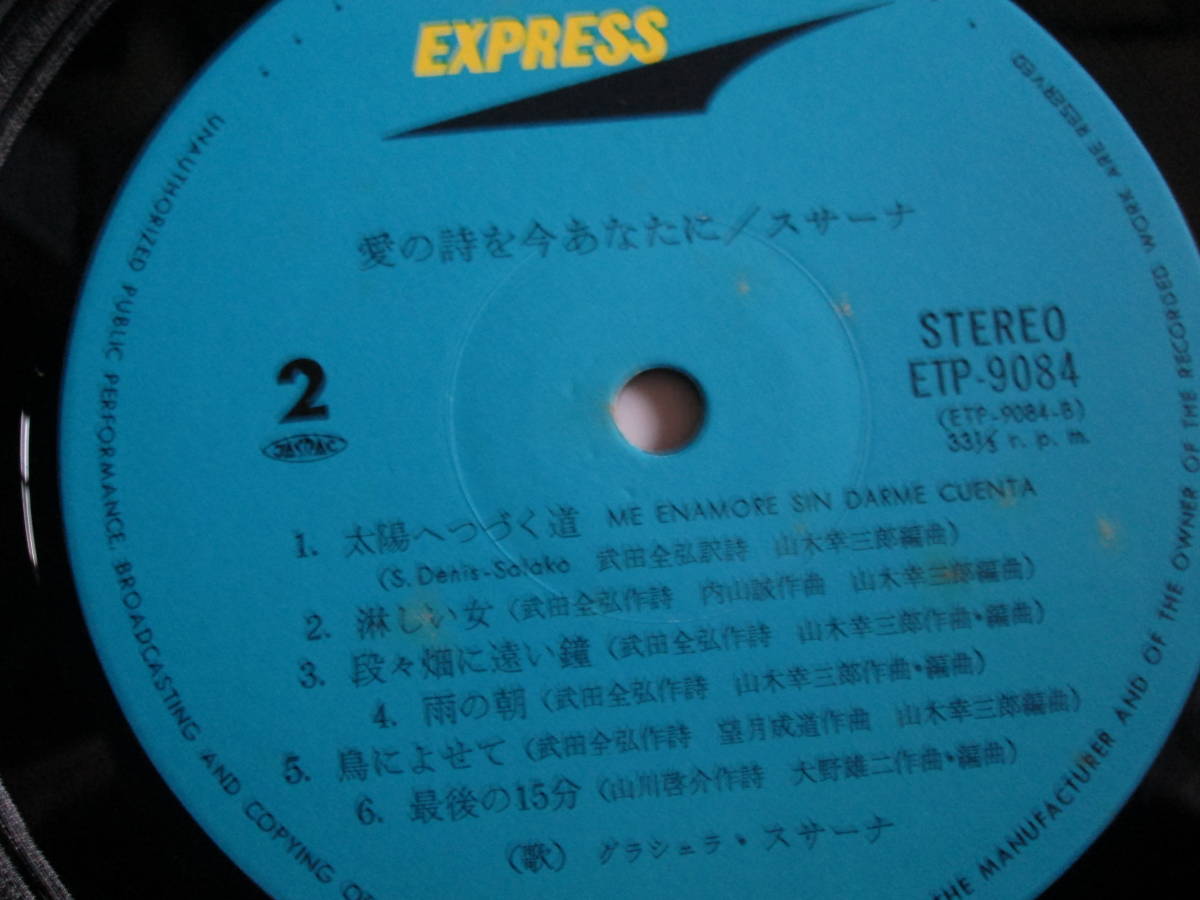 EXPRESS
愛の詩を今あなたに/スサーナ
STEREO
ETP-9084
(ETP-9084-B)
33⅓ r. p. m.
2
JASRAC
1. 太陽へつづく道 ME ENAMORE SIN DARME CUENTA
(S. Denis-Salako 武田全弘訳詩 山木幸三郎編曲)
2. 淋しい女 (武田全弘作詩 内山誠作曲 山木幸三郎編曲)
3. 段々畑に遠い鐘 (武田全弘作詩 山木幸三郎作曲・編曲)
4. 雨の朝 (武田全弘作詩 山木幸三郎作曲・編曲)
5. 鳥によせて (武田全弘作詩 望月成道作曲 山木幸三郎編曲)
6. 最後の15分 (山川啓介作詩 大野雄二作曲・編曲)
(歌) グラシェラ・スサーナ
THE MANUFACTURER AND OF THE OWNER OF THE RECORDED WORK ARE RESERVED
UNAUTHORIZED PUBLIC PERFORMANCE, BROADCASTING AND COPYING